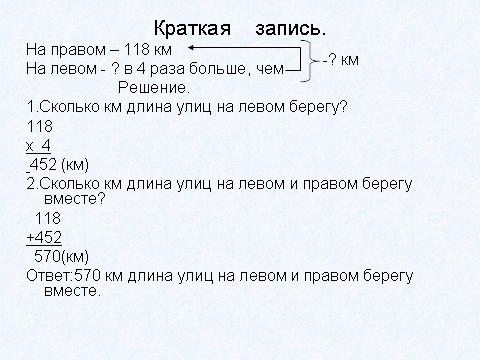 Краткая запись.
На правом – 118 км
-? км
На левом - ? в 4 раза больше, чем
Решение.
1.Сколько км длина улиц на левом берегу?
118
х 4
452 (км)
2.Сколько км длина улиц на левом и правом берегу
вместе?
118
+452
570(км)
Ответ:570 км длина улиц на левом и правом берегу
вместе.